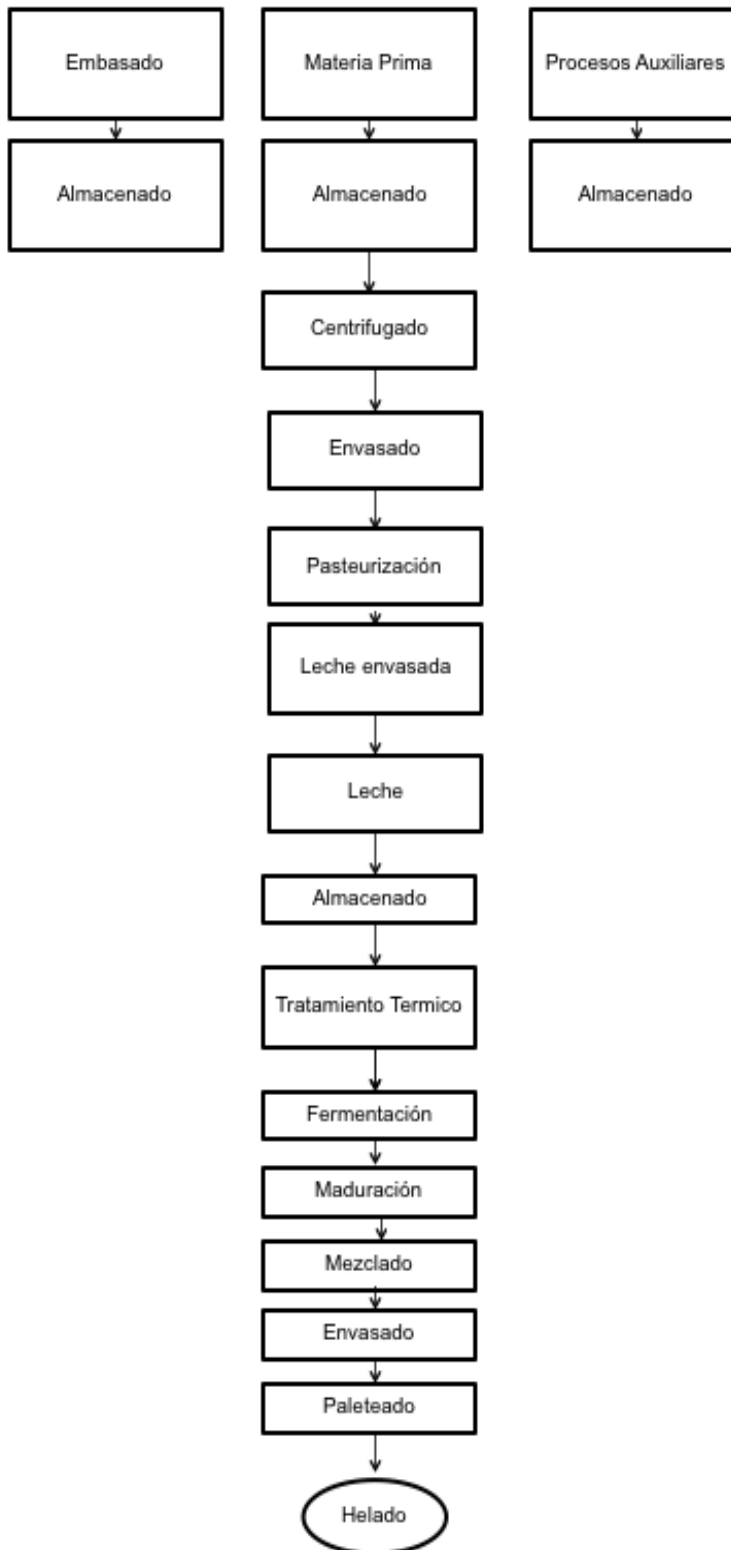 Embasado
Materia Prima
Procesos Auxiliares
Almacenado
Almacenado
Almacenado
Centrifugado
Envasado
Pasteurización
Leche envasada
Leche
Almacenado
Tratamiento Termico
Fermentación
Maduración
Mezclado
Envasado
Paleteado
Helado